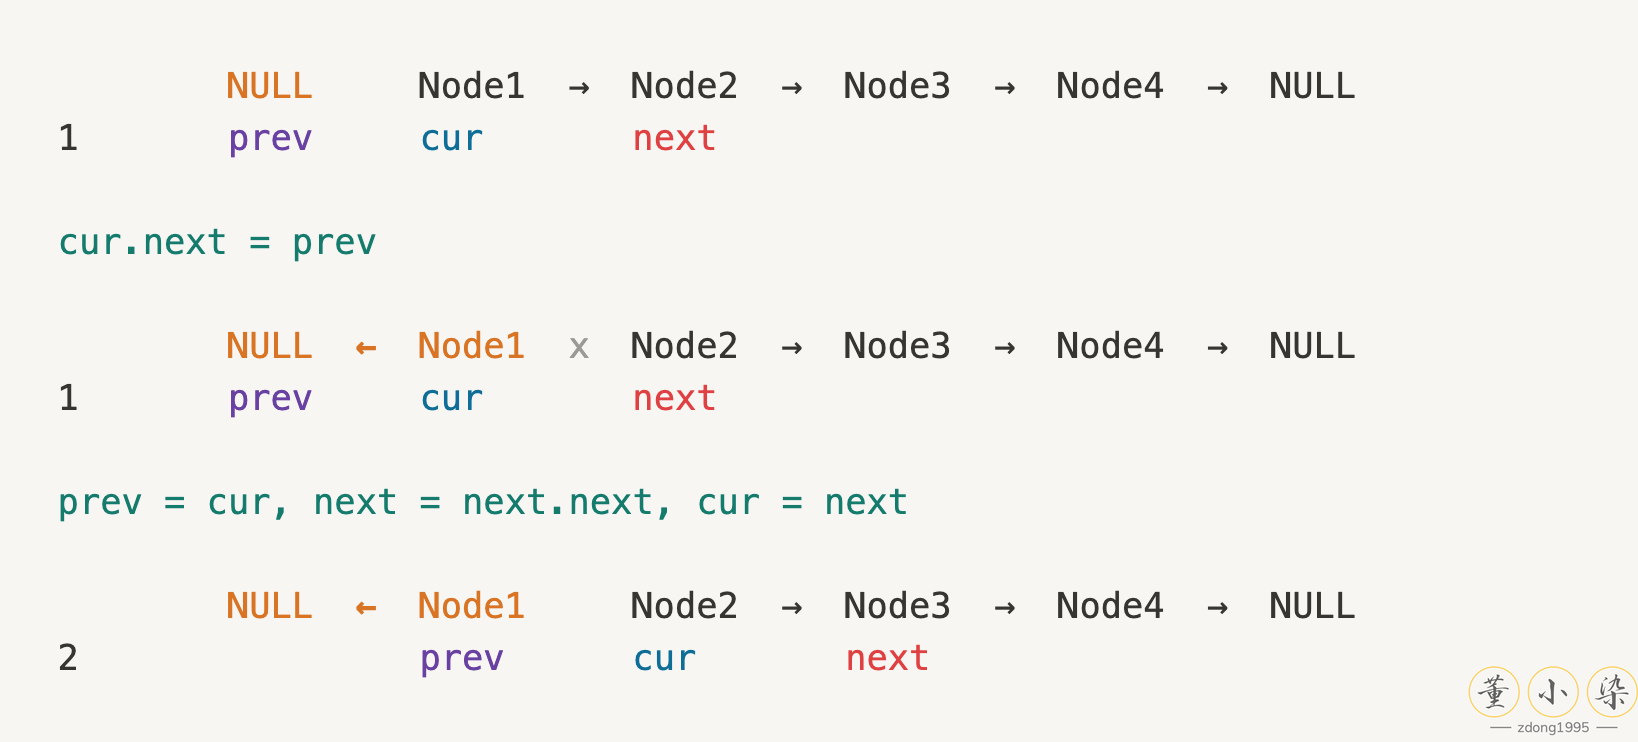 NULL Node1 → Node2 → Node3 → Node4 → NULL
1 prev cur next
cur.next = prev
NULL ← Node1 x Node2 → Node3 → Node4 → NULL
1 prev cur next
prev = cur, next = next.next, cur = next
NULL ← Node1 Node2 → Node3 → Node4 → NULL
2 prev cur next
董小染
zdong1995